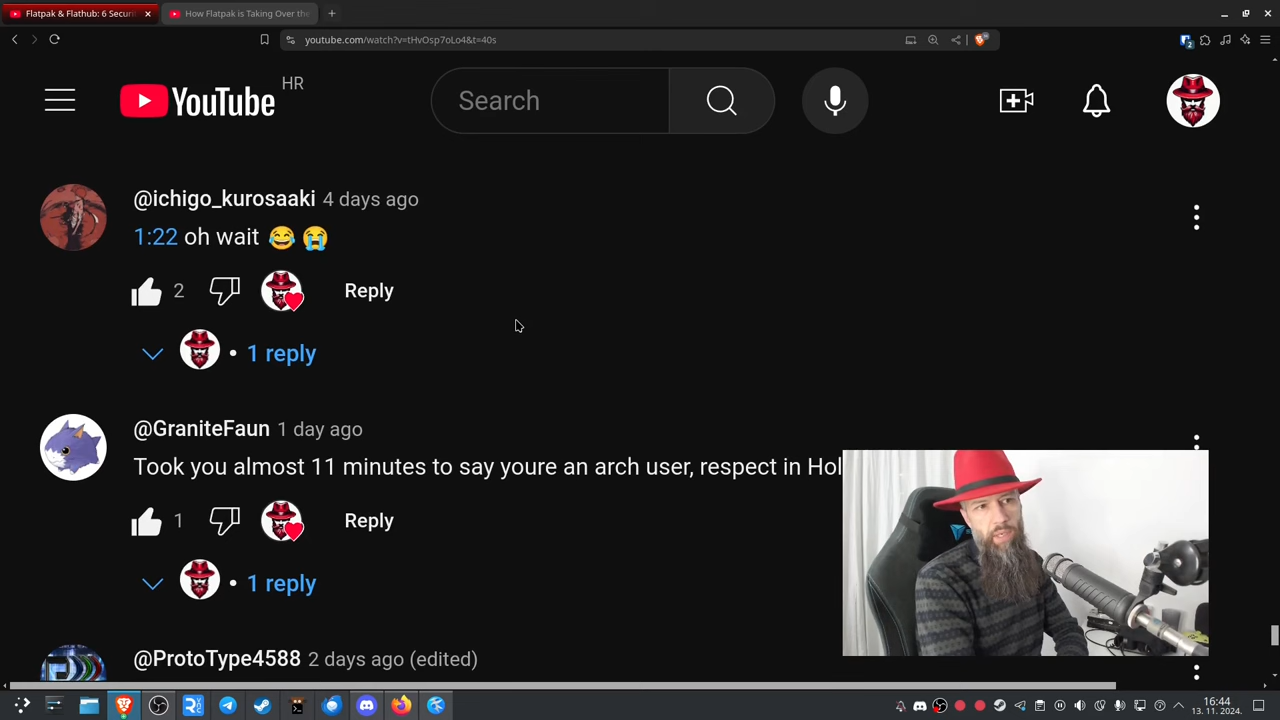 Flatpak & Flathub: 6 Securi
How Flatpak is Taking Over the
youtube.com/watch?v=tHvOsp7oLo4&t=40s
YouTube
HR
Search
@ichigo_kurosaaki 4 days ago
1:22 oh wait 😂 😭
2
Reply
• 1 reply
@GraniteFaun 1 day ago
Took you almost 11 minutes to say youre an arch user, respect in Hol
1
Reply
• 1 reply
@ProtoType4588 2 days ago (edited)
16:44
13. 11. 2024.